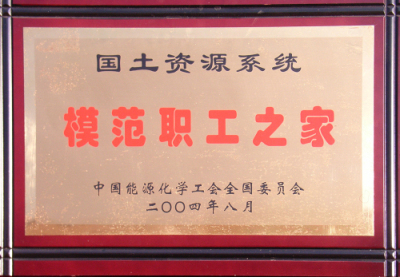 国土资源系统
模范职工之家
中国能源化学工会全国委员会
二〇〇四年八月